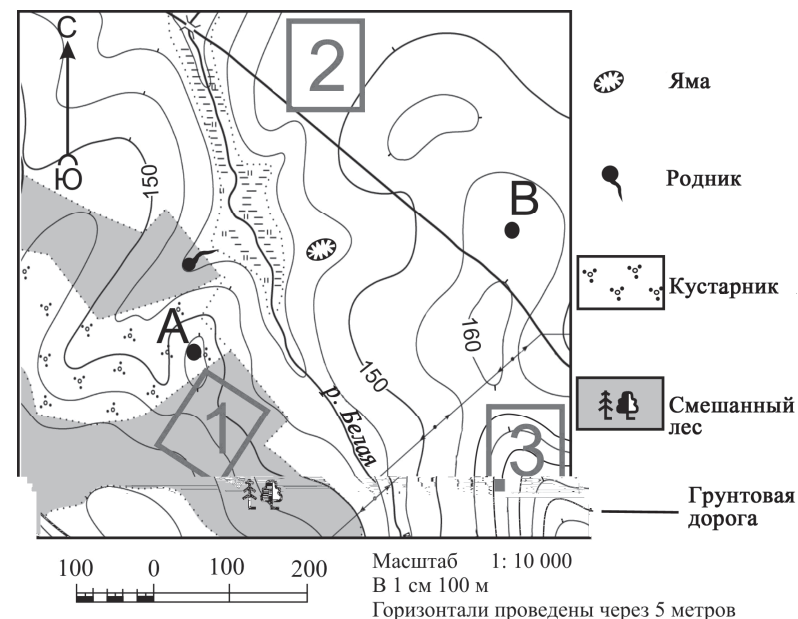 С
Ю
2
150
В
А
160
150
1
р. Белая
3
Яма
Родник
Кустарник
Смешанный
лес
Грунтовая
дорога
100 0 100 200
Масштаб 1: 10 000
В 1 см 100 м
Горизонтали проведены через 5 метров